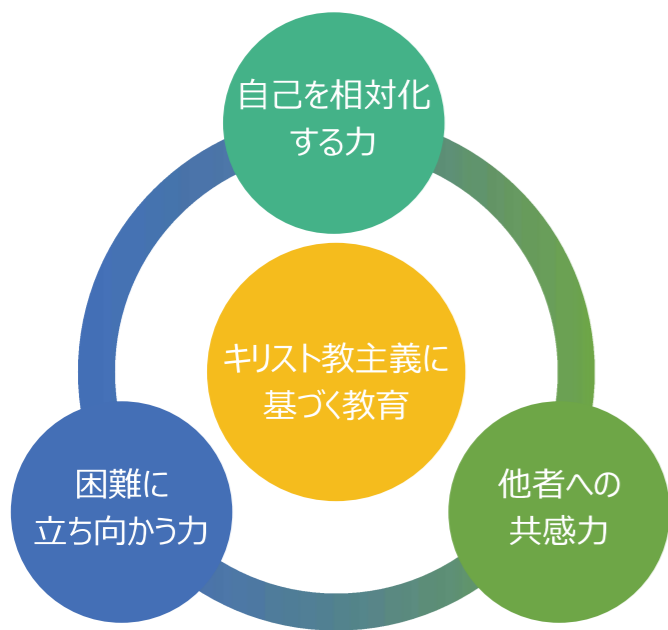 自己を相対化
する力
キリスト教主義に
基づく教育
困難に
立ち向かう力
他者への
共感力